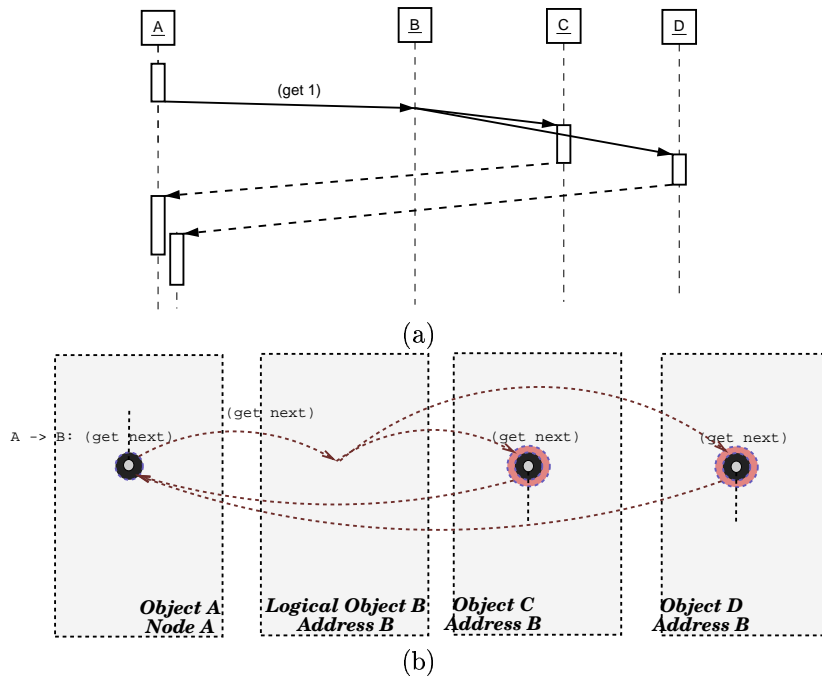 A
B
C
D
(get 1)
(a)
(get next)
A -> B: (get next)
(get next)
(get next)
Object A
Node A
Logical Object B
Address B
Object C
Address B
Object D
Address B
(b)